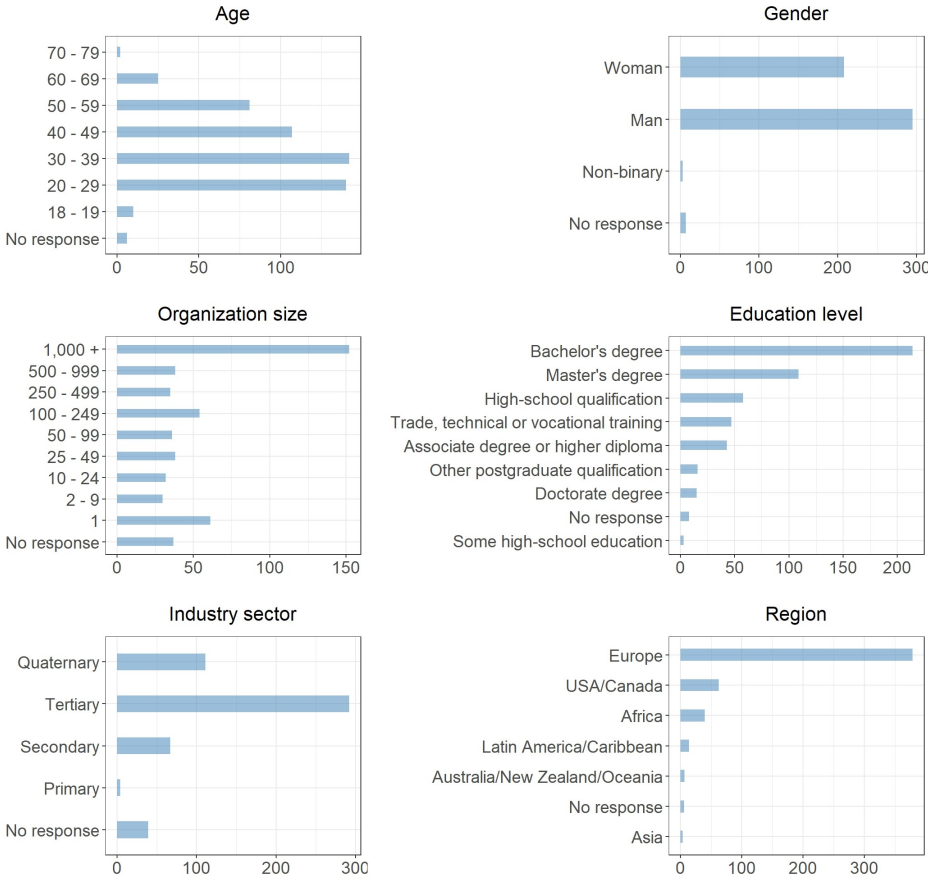 Age
70 - 79
60 - 69
50 - 59
40 - 49
30 - 39
20 - 29
18 - 19
No response
0 50 100
Gender
Woman
Man
Non-binary
No response
0 100 200 300
Organization size
1,000 +
500 - 999
250 - 499
100 - 249
50 - 99
25 - 49
10 - 24
2 - 9
1
No response
0 50 100 150
Education level
Bachelor's degree
Master's degree
High-school qualification
Trade, technical or vocational training
Associate degree or higher diploma
Other postgraduate qualification
Doctorate degree
No response
Some high-school education
0 50 100 150 200
Industry sector
Quaternary
Tertiary
Secondary
Primary
No response
0 100 200 300
Region
Europe
USA/Canada
Africa
Latin America/Caribbean
Australia/New Zealand/Oceania
No response
Asia
0 100 200 300